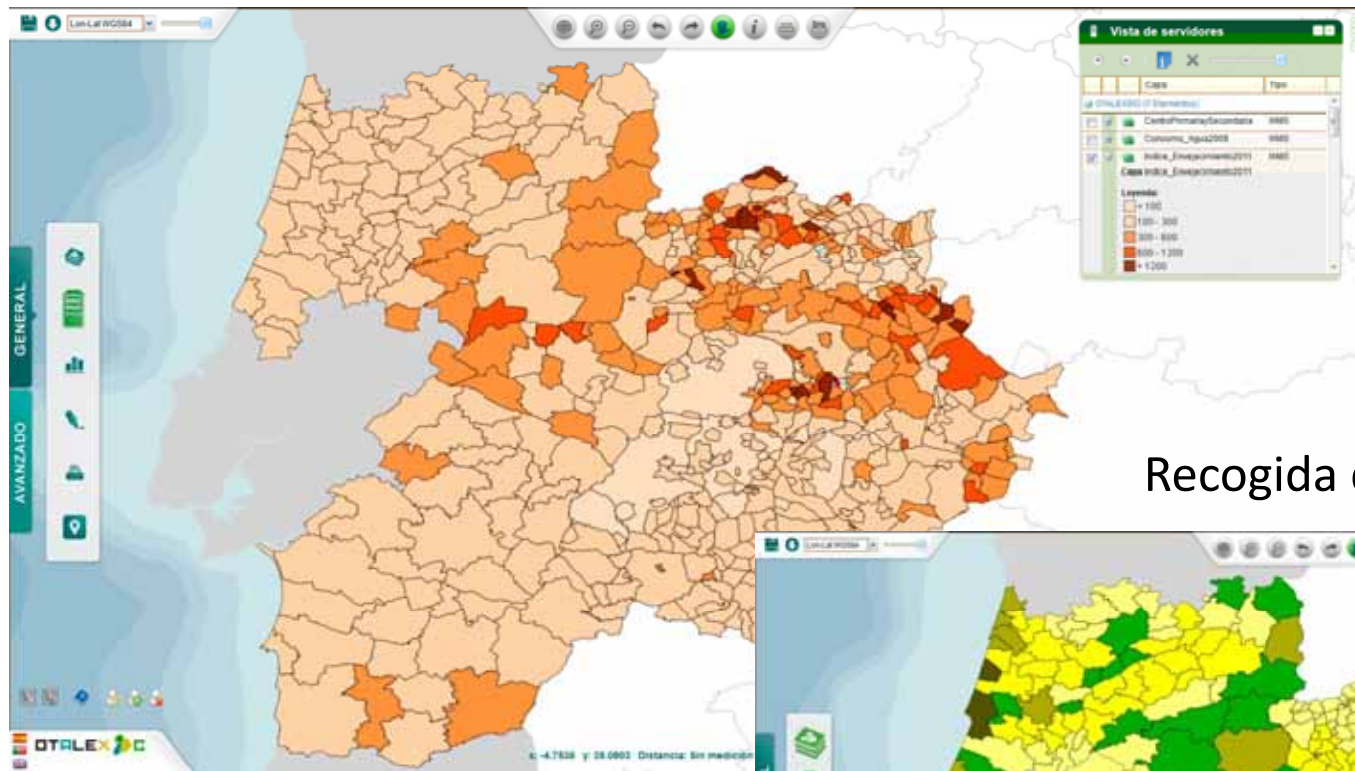 Lon-Lat WGS84
Vista de servidores
Capa Tipo
CentroPrimariaySecundaria WMS
Consumo_Agua2009 WMS
Indice_Envejecimiento2011 WMS
Capa Indice_Envejecimiento2011
Leyenda:
< 100
100 - 300
300 - 600
600 - 1200
> 1200
GENERAL
AVANZADO
Recogida
Lon-Lat WGS84
OTALEX C
Distancia: Sin medición